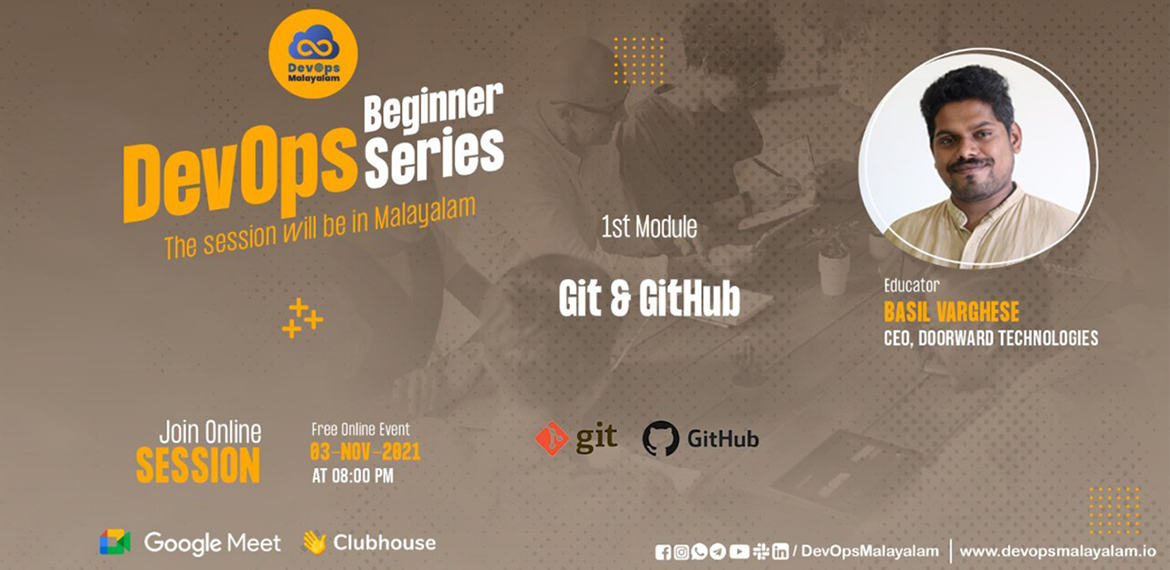 DevOps
Malayalam
Beginner
DevOps Series
The session will be in Malayalam
1st Module
Git & GitHub
Educator
BASIL VARGHESE
CEO, DOORWARD TECHNOLOGIES
Join Online
SESSION
Free Online Event
03-NOV-2021
AT 08:00 PM
git
GitHub
Google Meet
Clubhouse
/ DevOpsMalayalam
www.devopsmalayalam.io